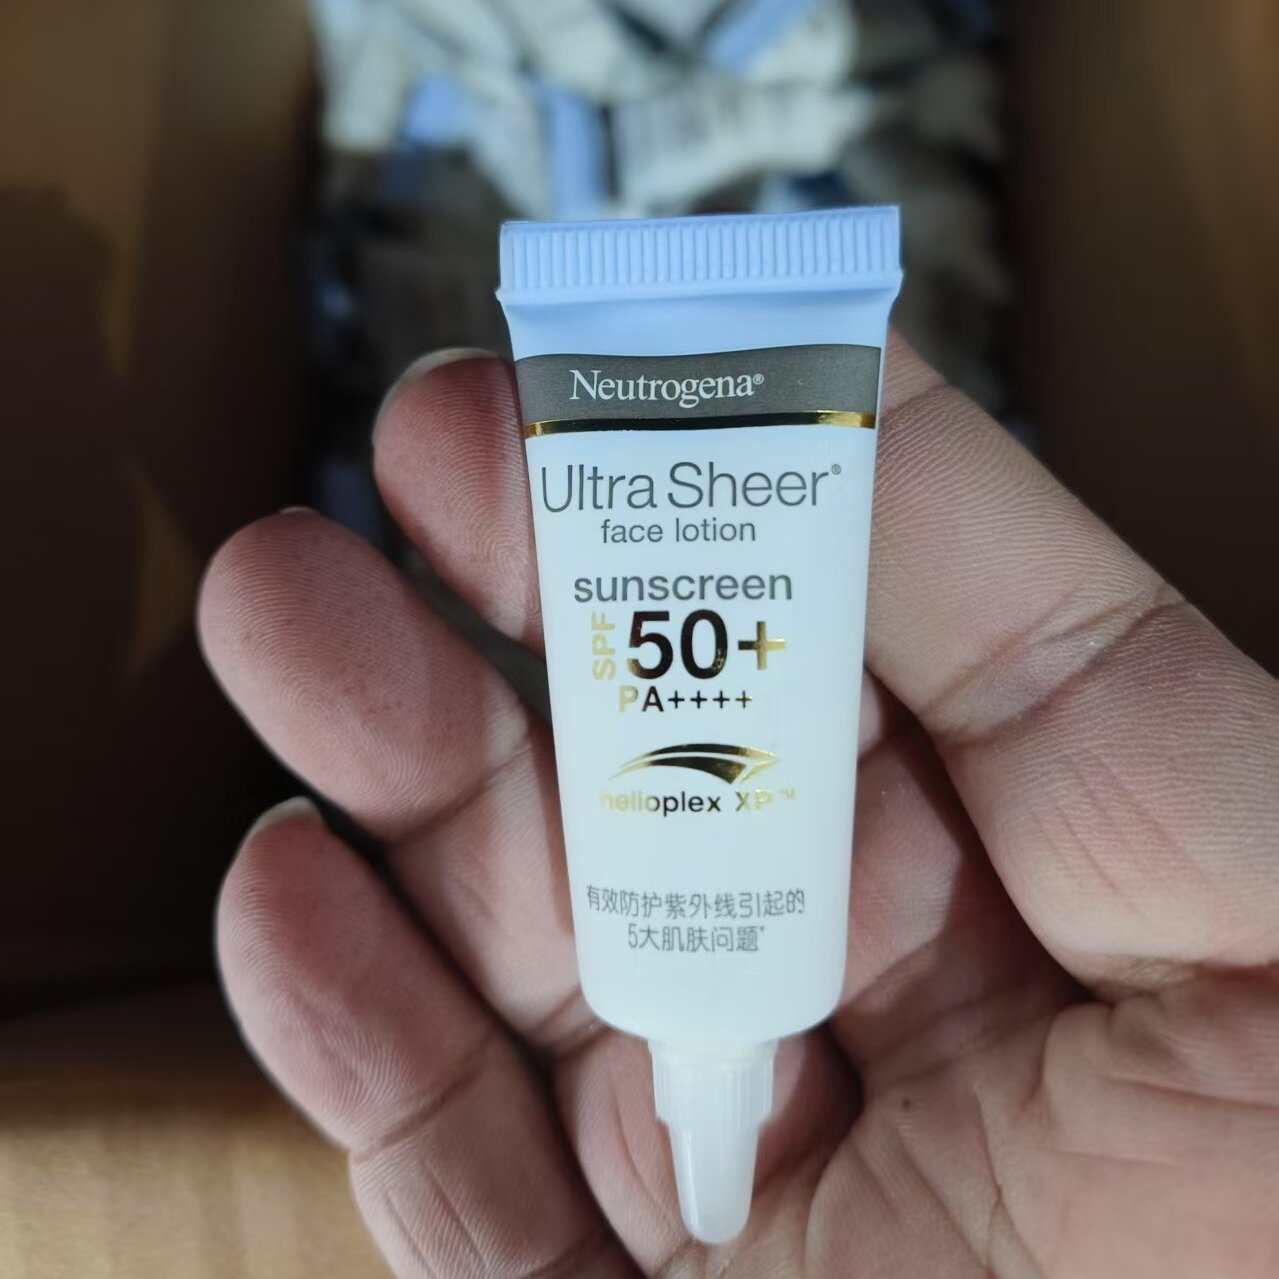 Neutrogena®
Ultra Sheer®
face lotion
sunscreen
SPF 50+
PA++++
helioplex XP™
有效防护紫外线引起的
5大肌肤问题*